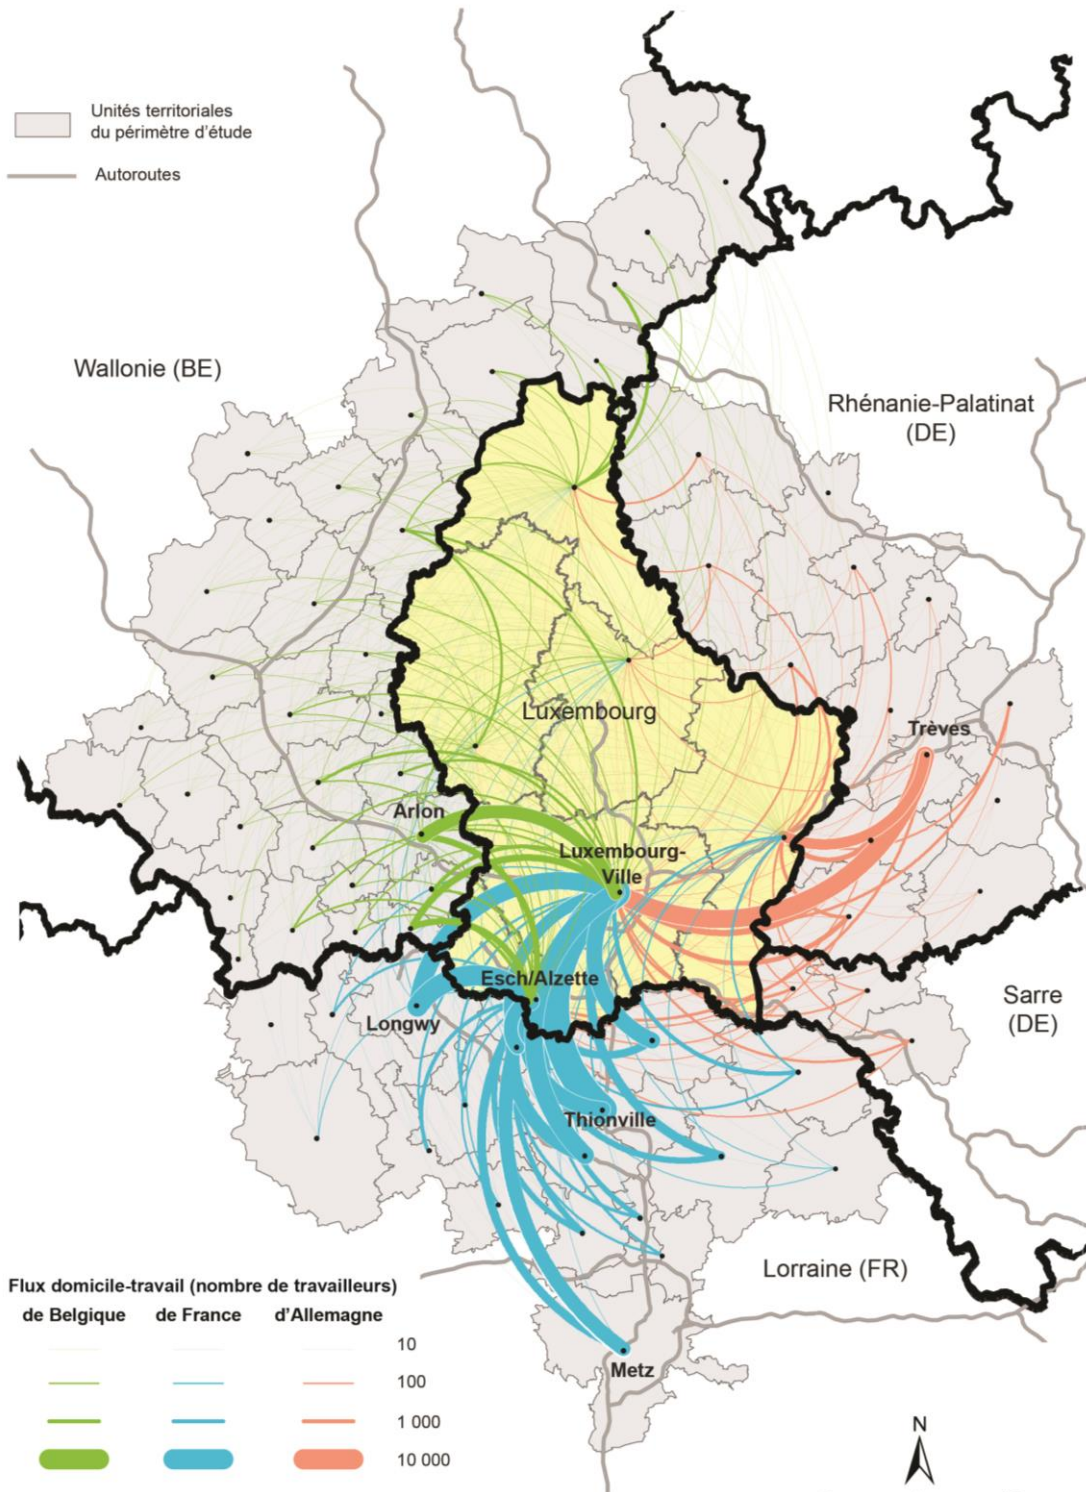 Unités territoriales
du périmètre d'étude
Autoroutes
Wallonie (BE)
Rhénanie-Palatinat
(DE)
Luxembourg
Trèves
Arlon
Luxembourg-
Ville
Esch/Alzette
Longwy
Sarre
(DE)
Thionville
Lorraine (FR)
Metz
Flux domicile-travail (nombre de travailleurs)
de Belgique de France d'Allemagne
10
100
1 000
10 000
N